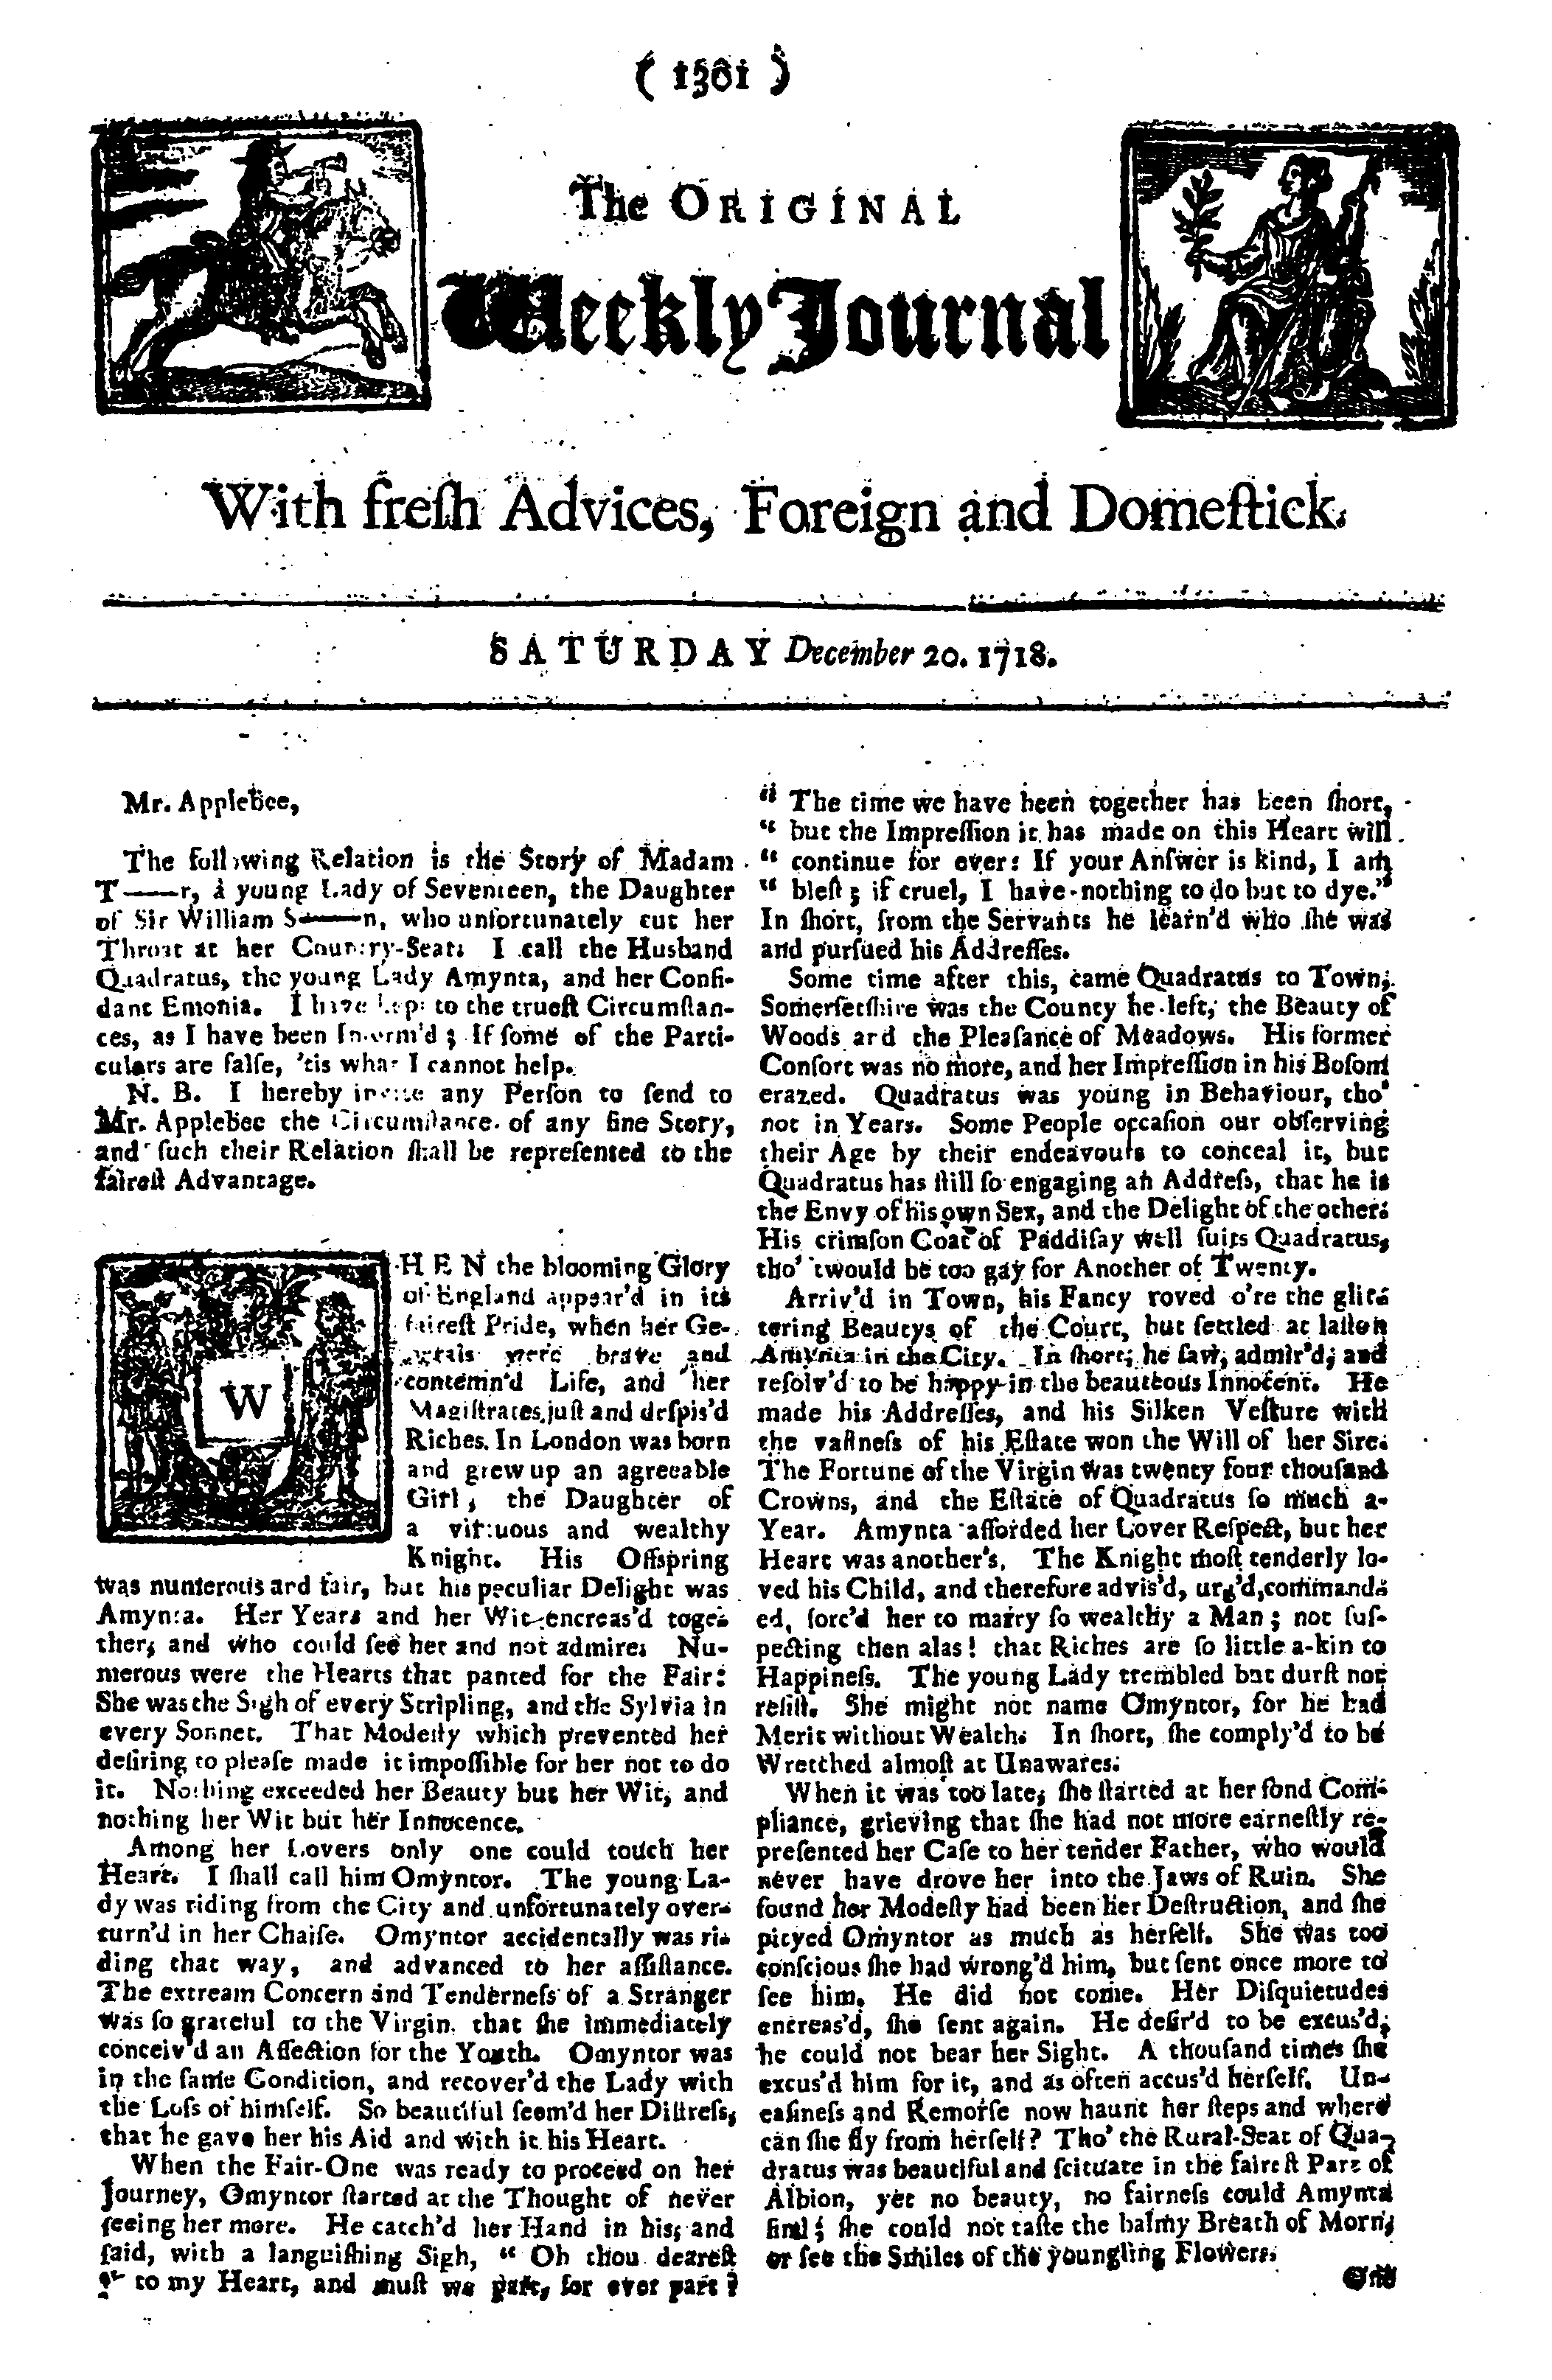 ( 1301 )
The ORIGINAL
Weekly Journal
With freſh Advices, Foreign and Domeſtick.
SATURDAY December 20. 1718.
Mr. Applebee,
The following Relation is the Story of Madam
T——r, a young Lady of Seventeen, the Daughter
of Sir William S——n, who unfortunately cut her
Throat at her Country-Seat: I call the Husband
Quadratus, the young Lady Amynta, and her Confi-
dant Emonia. I have kept to the trueſt Circumſtan-
ces, as I have been Inform'd; If ſome of the Parti-
culars are falſe, 'tis what I cannot help.
N. B. I hereby invite any Perſon to ſend to
Mr. Applebee the Circumſtance of any fine Story,
and ſuch their Relation ſhall be repreſented to the
faireſt Advantage.
WHEN the blooming Glory
of England appear'd in its
faireſt Pride, when her Ge-
nerals were brave and
contemn'd Life, and her
Magiſtrates juſt and deſpis'd
Riches. In London was born
and grew up an agreeable
Girl, the Daughter of
a virtuous and wealthy
Knight. His Offspring
was numerous and fair, but his peculiar Delight was
Amynta. Her Years and her Wit encreas'd toge-
ther; and who could ſee her and not admire: Nu-
merous were the Hearts that panted for the Fair:
She was the Sigh of every Stripling, and the Sylvia in
every Sonnet. That Modeſty which prevented her
deſiring to pleaſe made it impoſſible for her not to do
it. Nothing exceeded her Beauty but her Wit, and
nothing her Wit but her Innocence.
Among her Lovers only one could touch her
Heart. I ſhall call him Omyntor. The young La-
dy was riding from the City and unfortunately over-
turn'd in her Chaiſe. Omyntor accidentally was ri-
ding that way, and advanced to her aſſiſtance.
The extream Concern and Tenderneſs of a Stranger
was ſo grateful to the Virgin, that ſhe immediately
conceiv'd an Affection for the Youth. Omyntor was
in the ſame Condition, and recover'd the Lady with
the Loſs of himſelf. So beautiful ſeem'd her Diſtreſs,
that he gave her his Aid and with it his Heart.
When the Fair-One was ready to proceed on her
Journey, Omyntor ſtarted at the Thought of never
ſeeing her more. He catch'd her Hand in his, and
ſaid, with a languiſhing Sigh, “ Oh thou deareſt
“ to my Heart, and muſt we part, for ever part?
“ The time we have been together has been ſhort,
“ but the Impreſſion it has made on this Heart will
“ continue for ever: If your Anſwer is kind, I am
“ bleſt; if cruel, I have nothing to do but to dye.”
In ſhort, from the Servants he learn'd who ſhe was
and purſued his Addreſſes.
Some time after this, came Quadratus to Town;
Somerſetſhire was the County he left, the Beauty of
Woods and the Pleaſance of Meadows. His former
Conſort was no more, and her Impreſſion in his Boſom
erazed. Quadratus was young in Behaviour, tho'
not in Years. Some People occaſion our obſerving
their Age by their endeavours to conceal it, but
Quadratus has ſtill ſo engaging an Addreſs, that he is
the Envy of his own Sex, and the Delight of the other:
His crimſon Coat of Paddiſay well ſuits Quadratus,
tho' 'twould be too gay for Another of Twenty.
Arriv'd in Town, his Fancy roved o're the glit-
tering Beautys of the Court, but ſettled at laſt on
Amynta in the City. In ſhort; he ſaw, admir'd; and
reſolv'd to be happy in the beauteous Innocent. He
made his Addreſſes, and his Silken Veſture with
the vaſtneſs of his Eſtate won the Will of her Sire:
The Fortune of the Virgin was twenty four thouſand
Crowns, and the Eſtate of Quadratus ſo much a-
Year. Amynta afforded her Lover Reſpect, but her
Heart was another's. The Knight moſt tenderly lo-
ved his Child, and therefore advis'd, urg'd, command-
ed, forc'd her to marry ſo wealthy a Man; not ſuſ-
pecting then alas! that Riches are ſo little a-kin to
Happineſs. The young Lady trembled but durſt not
reſiſt. She might not name Omyntor, for he had
Merit without Wealth: In ſhort, ſhe comply'd to be
Wretched almoſt at Unawares.
When it was too late, ſhe ſtarted at her fond Com-
pliance, grieving that ſhe had not more earneſtly re-
preſented her Caſe to her tender Father, who would
never have drove her into the Jaws of Ruin. She
found her Modeſty had been her Deſtruction, and ſhe
pityed Omyntor as much as herſelf. She was too
conſcious ſhe had wrong'd him, but ſent once more to
ſee him. He did not come. Her Diſquietudes
encreas'd, ſhe ſent again. He deſir'd to be excus'd;
he could not bear her Sight. A thouſand times ſhe
excus'd him for it, and as often accus'd herſelf. Un-
eaſineſs and Remorſe now haunt her ſteps and where
can ſhe fly from herſelf? Tho' the Rural-Seat of Qua-
dratus was beautiful and ſcituate in the faireſt Part of
Albion, yet no beauty, no fairneſs could Amynta
find; ſhe could not taſte the balmy Breath of Morn,
or ſee the Smiles of the youngling Flowers.